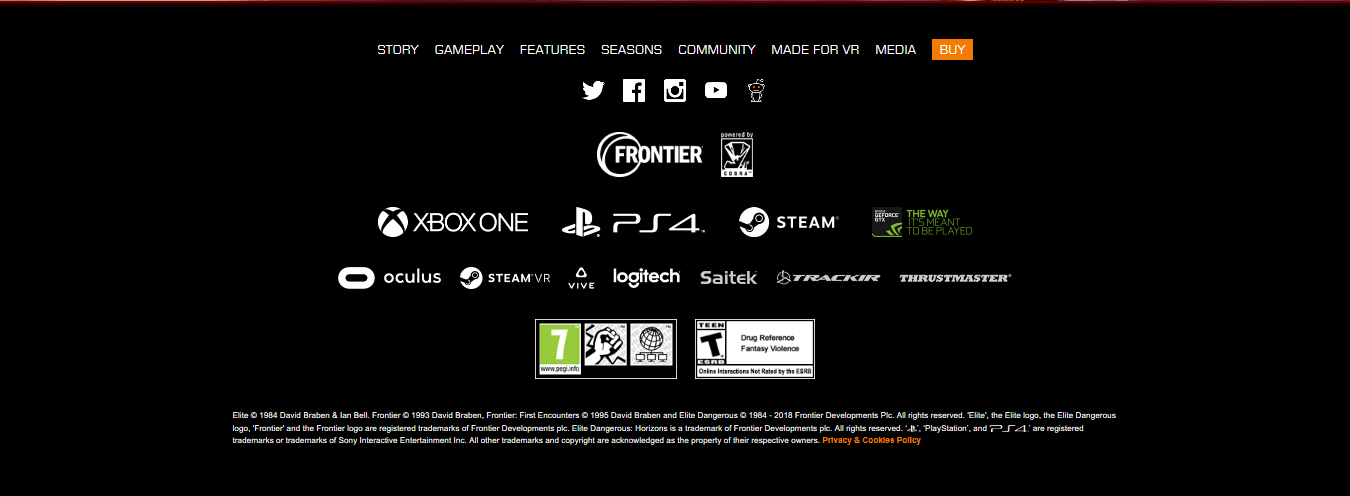 STORY GAMEPLAY FEATURES SEASONS COMMUNITY MADE FOR VR MEDIA BUY
FRONTIER
powered by
COBRA™
XBOX ONE PS4™ STEAM®
NVIDIA
GEFORCE
GTX
THE WAY
IT'S MEANT
TO BE PLAYED
oculus STEAM®VR VIVE logitech Saitek TRACKIR THRUSTMASTER®
7
www.pegi.info
TEEN
T
ESRB
Drug Reference
Fantasy Violence
Online Interactions Not Rated by the ESRB
Elite © 1984 David Braben & Ian Bell. Frontier © 1993 David Braben, Frontier: First Encounters © 1995 David Braben and Elite Dangerous © 1984 - 2018 Frontier Developments Plc. All rights reserved. 'Elite', the Elite logo, the Elite Dangerous
logo, 'Frontier' and the Frontier logo are registered trademarks of Frontier Developments plc. Elite Dangerous: Horizons is a trademark of Frontier Developments plc. All rights reserved. '', 'PlayStation', and 'PS4' are registered
trademarks or trademarks of Sony Interactive Entertainment Inc. All other trademarks and copyright are acknowledged as the property of their respective owners. Privacy & Cookies Policy